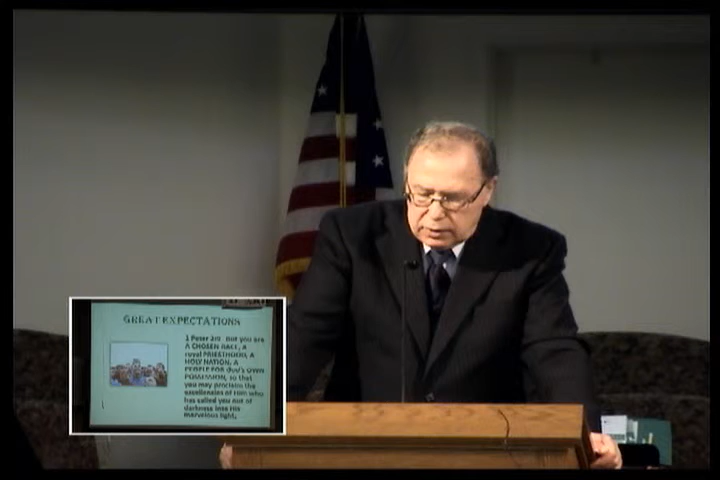 GREAT EXPECTATIONS
1 Peter 2:9 But you are
A CHOSEN RACE, A
royal PRIESTHOOD, A
HOLY NATION, A
PEOPLE FOR God's OWN
POSSESSION, so that
you may proclaim the
excellencies of Him who
has called you out of
darkness into His
marvelous light.